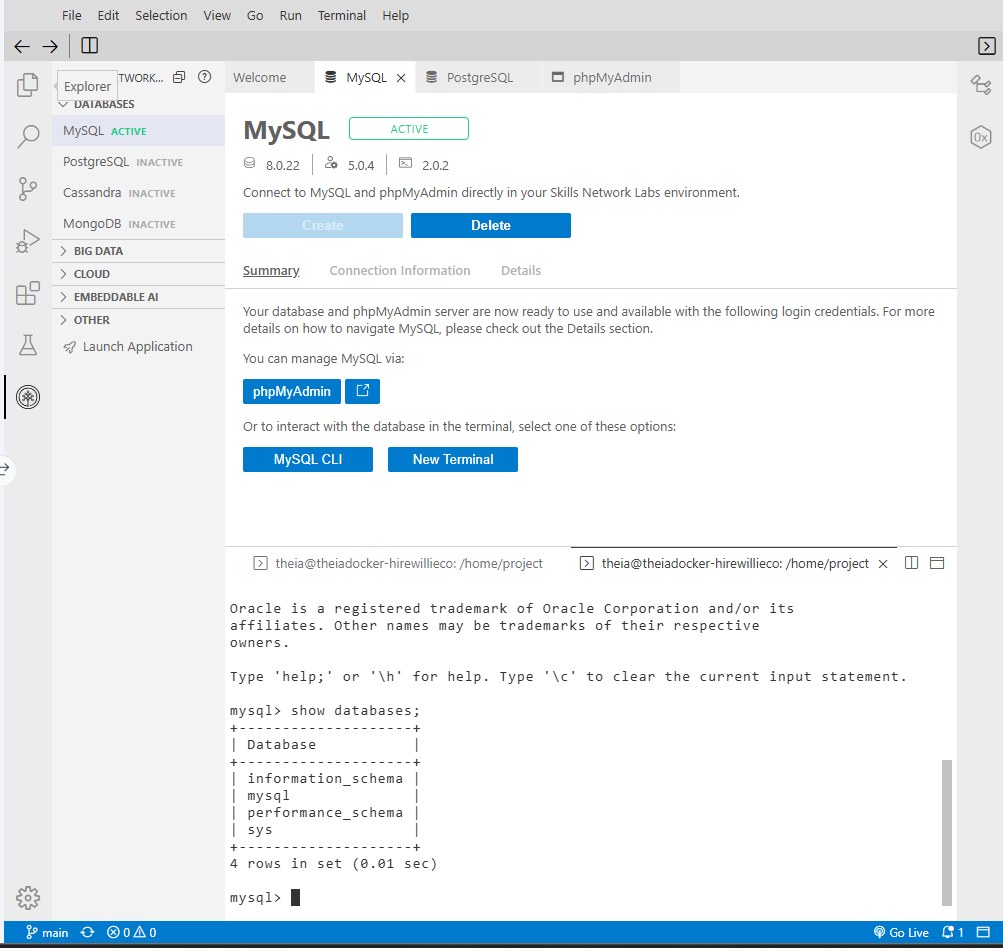 File Edit Selection View Go Run Terminal Help
Explorer
TWORK...
DATABASES
MySQL ACTIVE
PostgreSQL INACTIVE
Cassandra INACTIVE
MongoDB INACTIVE
BIG DATA
CLOUD
EMBEDDABLE AI
OTHER
Launch Application
Welcome MySQL PostgreSQL phpMyAdmin
MySQL ACTIVE
8.0.22 5.0.4 2.0.2
Connect to MySQL and phpMyAdmin directly in your Skills Network Labs environment.
Create Delete
Summary Connection Information Details
Your database and phpMyAdmin server are now ready to use and available with the following login credentials. For more
details on how to navigate MySQL, please check out the Details section.
You can manage MySQL via:
phpMyAdmin
Or to interact with the database in the terminal, select one of these options:
MySQL CLI New Terminal
theia@theiadocker-hirewillieco: /home/project theia@theiadocker-hirewillieco: /home/project
Oracle is a registered trademark of Oracle Corporation and/or its
affiliates. Other names may be trademarks of their respective
owners.
Type 'help;' or '\h' for help. Type '\c' to clear the current input statement.
mysql> show databases;
+--------------------+
| Database           |
+--------------------+
| information_schema |
| mysql              |
| performance_schema |
| sys                |
+--------------------+
4 rows in set (0.01 sec)
mysql>
0x
main 0 0 Go Live 1